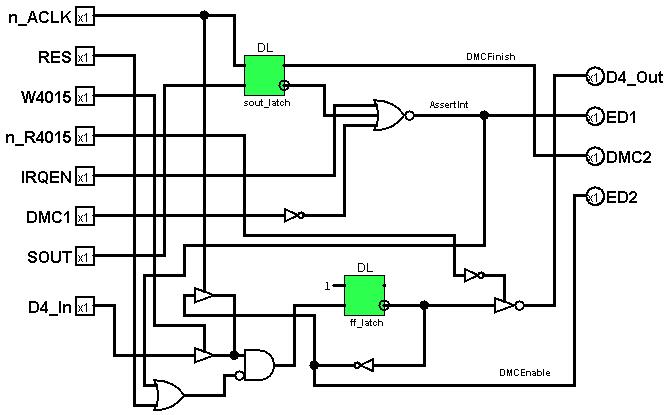 n_ACLK x1
DL
DMCFinish
RES x1
x1 D4_Out
W4015 x1
sout_latch
AssertInt
x1 ED1
n_R4015 x1
x1 DMC2
IRQEN x1
x1 ED2
DMC1 x1
SOUT x1
DL
1
D4_In x1
ff_latch
DMCEnable